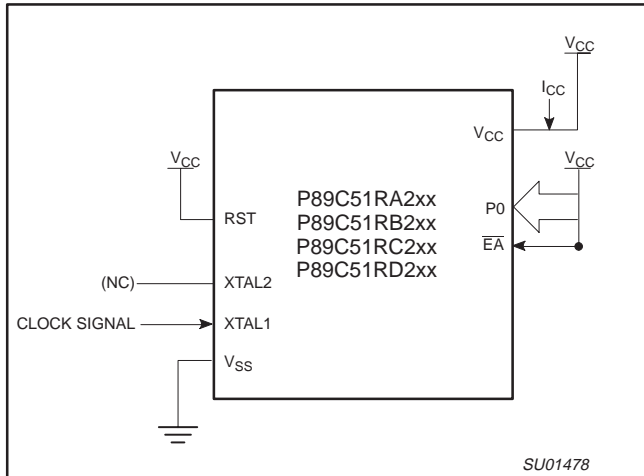 VCC
ICC
VCC
VCC
VCC
P89C51RA2xx
P89C51RB2xx
P89C51RC2xx
P89C51RD2xx
RST
P0
EA
(NC)
XTAL2
CLOCK SIGNAL
XTAL1
VSS
SU01478